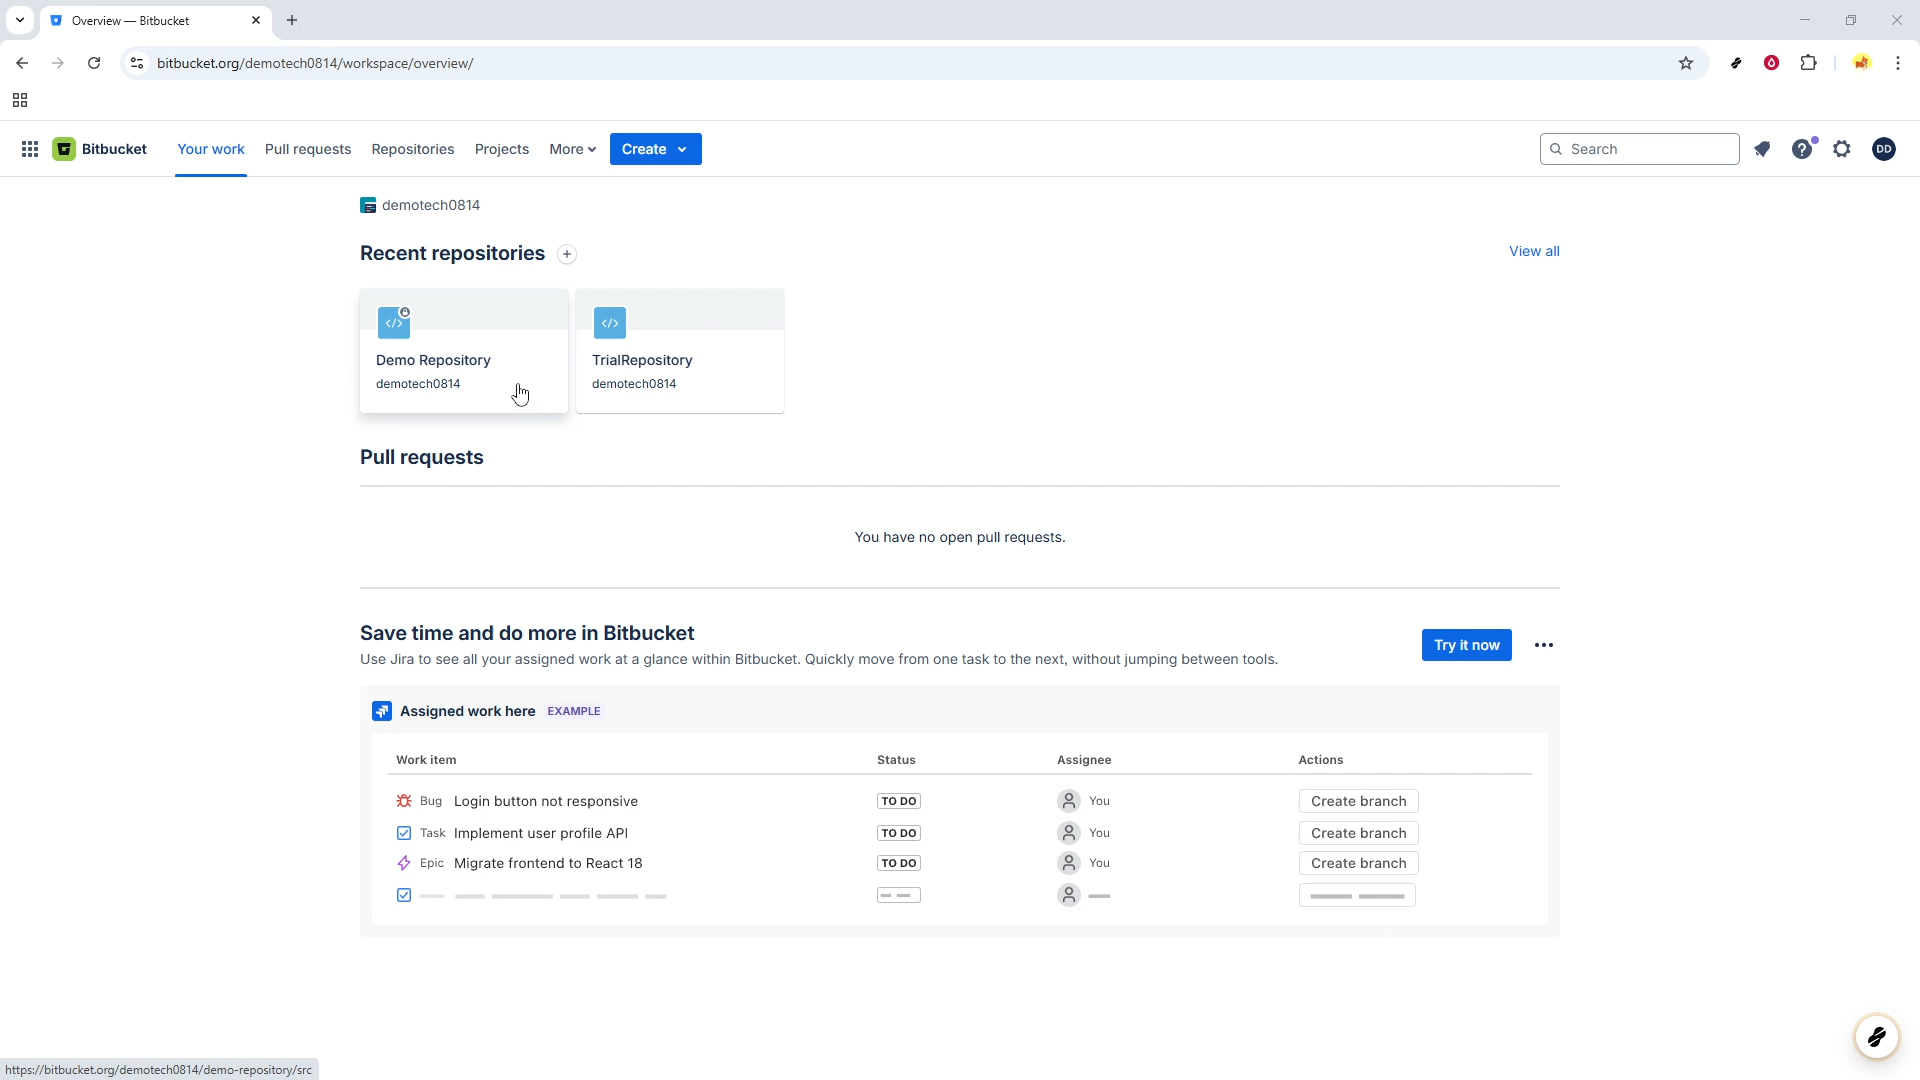 Overview — Bitbucket
bitbucket.org/demotech0814/workspace/overview/
Bitbucket Your work Pull requests Repositories Projects More Create Search DD
demotech0814
Recent repositories View all
Demo Repository
demotech0814
TrialRepository
demotech0814
Pull requests
You have no open pull requests.
Save time and do more in Bitbucket
Use Jira to see all your assigned work at a glance within Bitbucket. Quickly move from one task to the next, without jumping between tools.
Try it now
Assigned work here EXAMPLE
Work item Status Assignee Actions
Bug Login button not responsive TO DO You Create branch
Task Implement user profile API TO DO You Create branch
Epic Migrate frontend to React 18 TO DO You Create branch
https://bitbucket.org/demotech0814/demo-repository/src